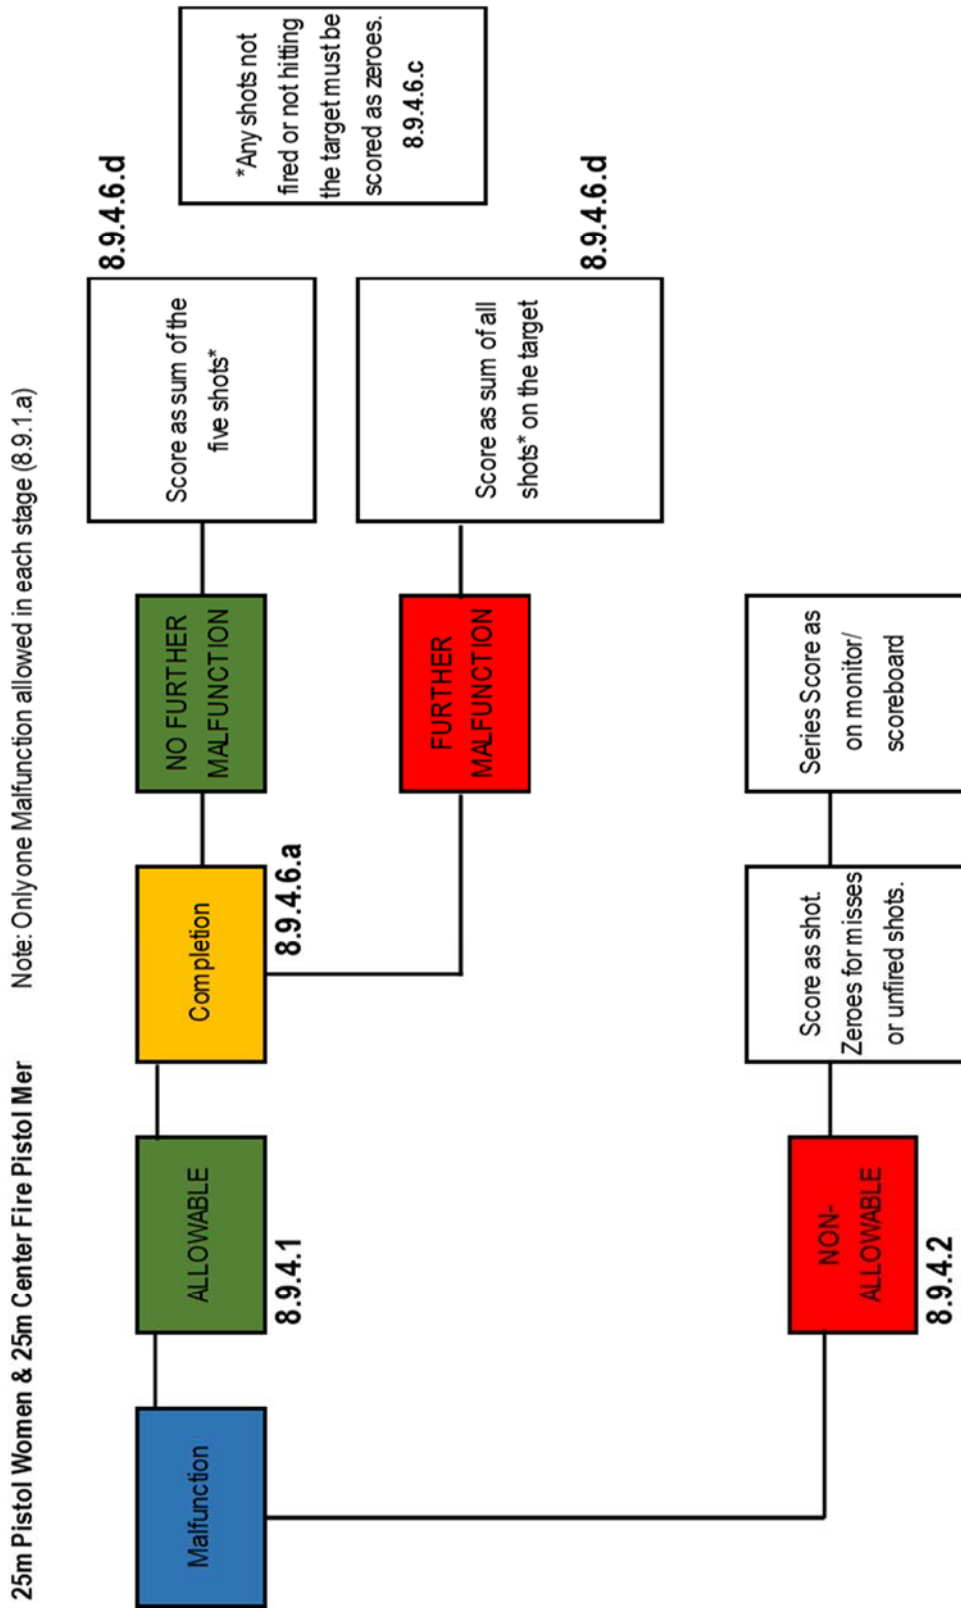 25m Pistol Women & 25m Center Fire Pistol Mer
Note: Only one Malfunction allowed in each stage (8.9.1.a)
Malfunction
ALLOWABLE
8.9.4.1
Completion
8.9.4.6.a
NO FURTHER
MALFUNCTION
Score as sum of the
five shots*
8.9.4.6.d
*Any shots not
fired or not hitting
the target must be
scored as zeroes.
8.9.4.6.c
FURTHER
MALFUNCTION
Score as sum of all
shots* on the target
8.9.4.6.d
NON-
ALLOWABLE
8.9.4.2
Score as shot.
Zeroes for misses
or unfired shots.
Series Score as
on monitor/
scoreboard